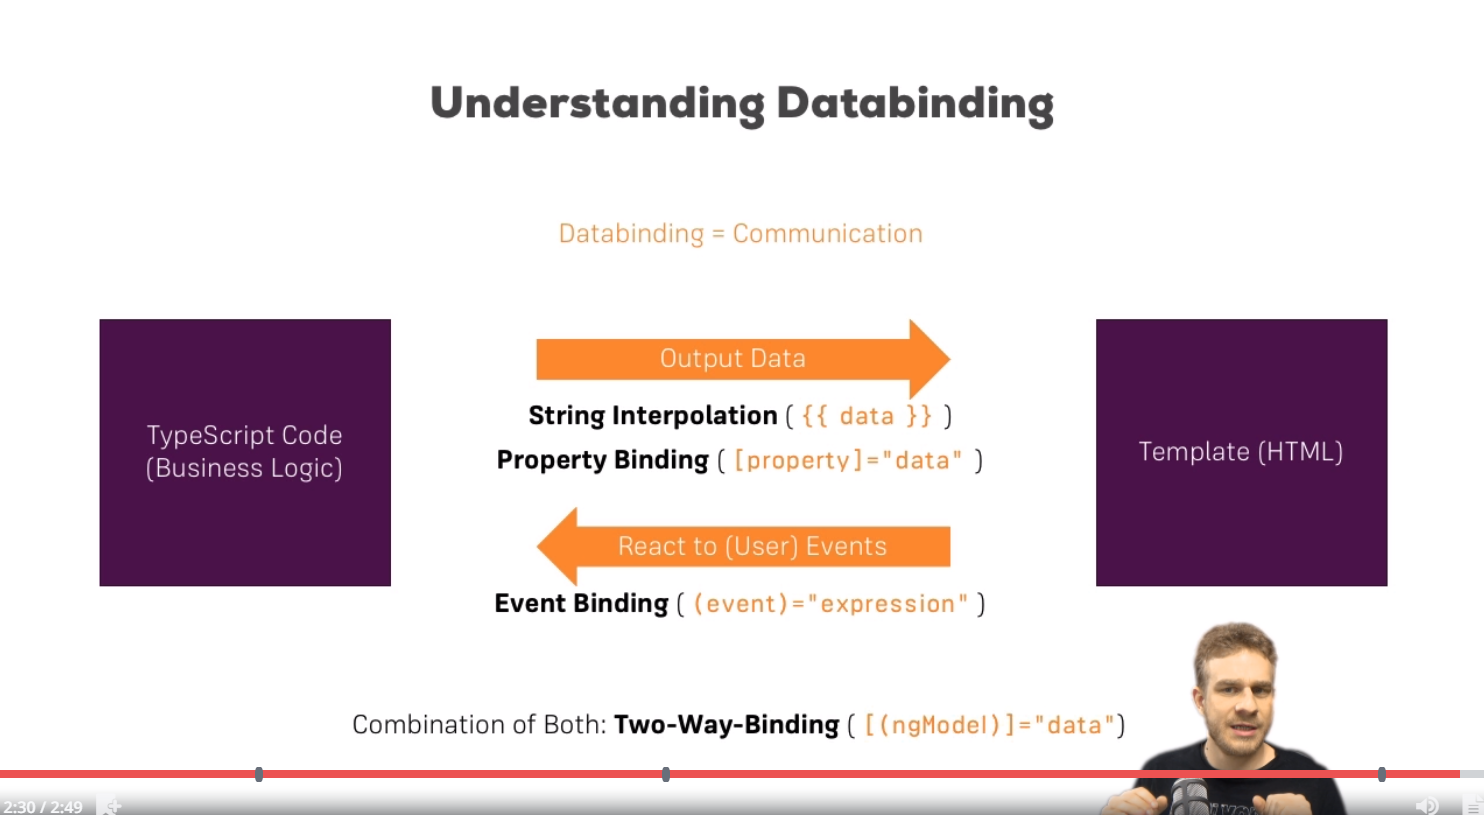 Understanding Databinding
Databinding = Communication
TypeScript Code
(Business Logic)
Output Data
String Interpolation ( {{ data }} )
Property Binding ( [property]="data" )
React to (User) Events
Event Binding ( (event)="expression" )
Template (HTML)
Combination of Both: Two-Way-Binding ( [(ngModel)]="data")
2:30 / 2:49